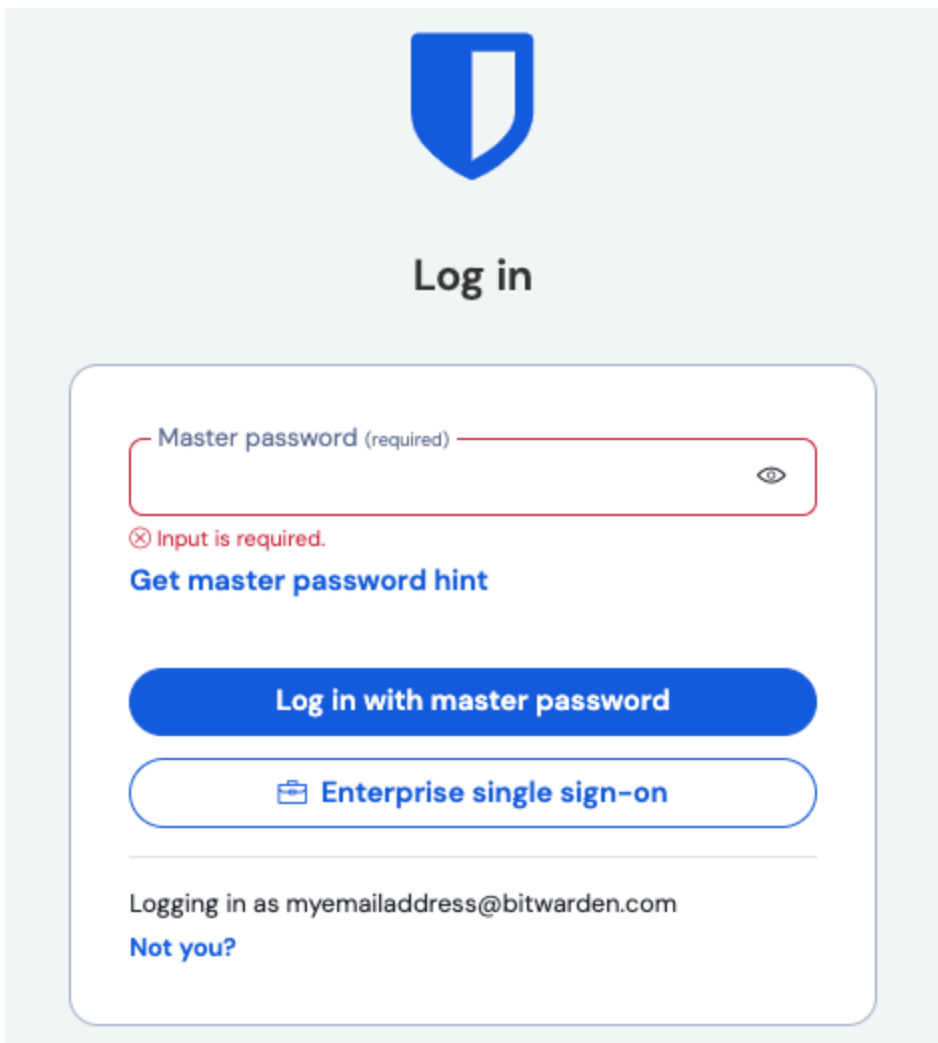 Log in
Master password (required)
Input is required.
Get master password hint
Log in with master password
Enterprise single sign-on
Logging in as myemailaddress@bitwarden.com
Not you?